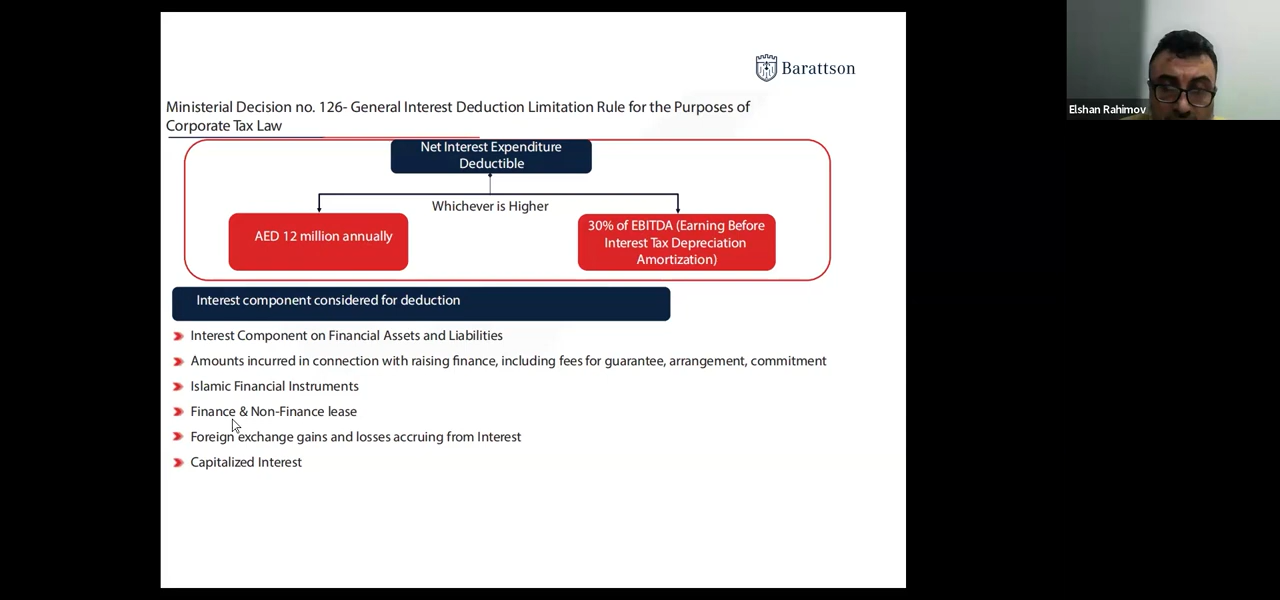 Barattson
Elshan Rahimov
Ministerial Decision no. 126- General Interest Deduction Limitation Rule for the Purposes of
Corporate Tax Law
Net Interest Expenditure
Deductible
Whichever is Higher
AED 12 million annually
30% of EBITDA (Earning Before
Interest Tax Depreciation
Amortization)
Interest component considered for deduction
Interest Component on Financial Assets and Liabilities
Amounts incurred in connection with raising finance, including fees for guarantee, arrangement, commitment
Islamic Financial Instruments
Finance & Non-Finance lease
Foreign exchange gains and losses accruing from Interest
Capitalized Interest